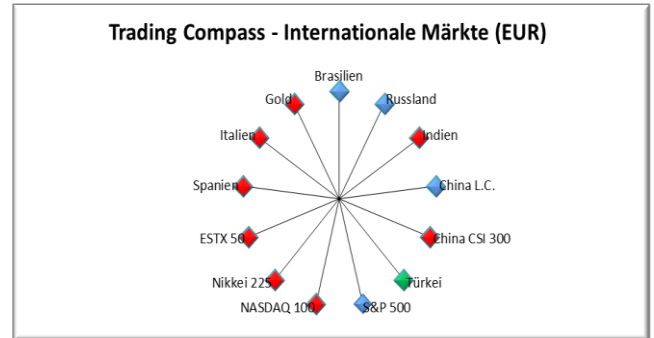 Trading Compass - Internationale Märkte (EUR)
Brasilien
Gold
Russland
Italien
Indien
Spanien
China L.C.
ESTX 50
China CSI 300
Nikkei 225
Türkei
NASDAQ 100
S&P 500